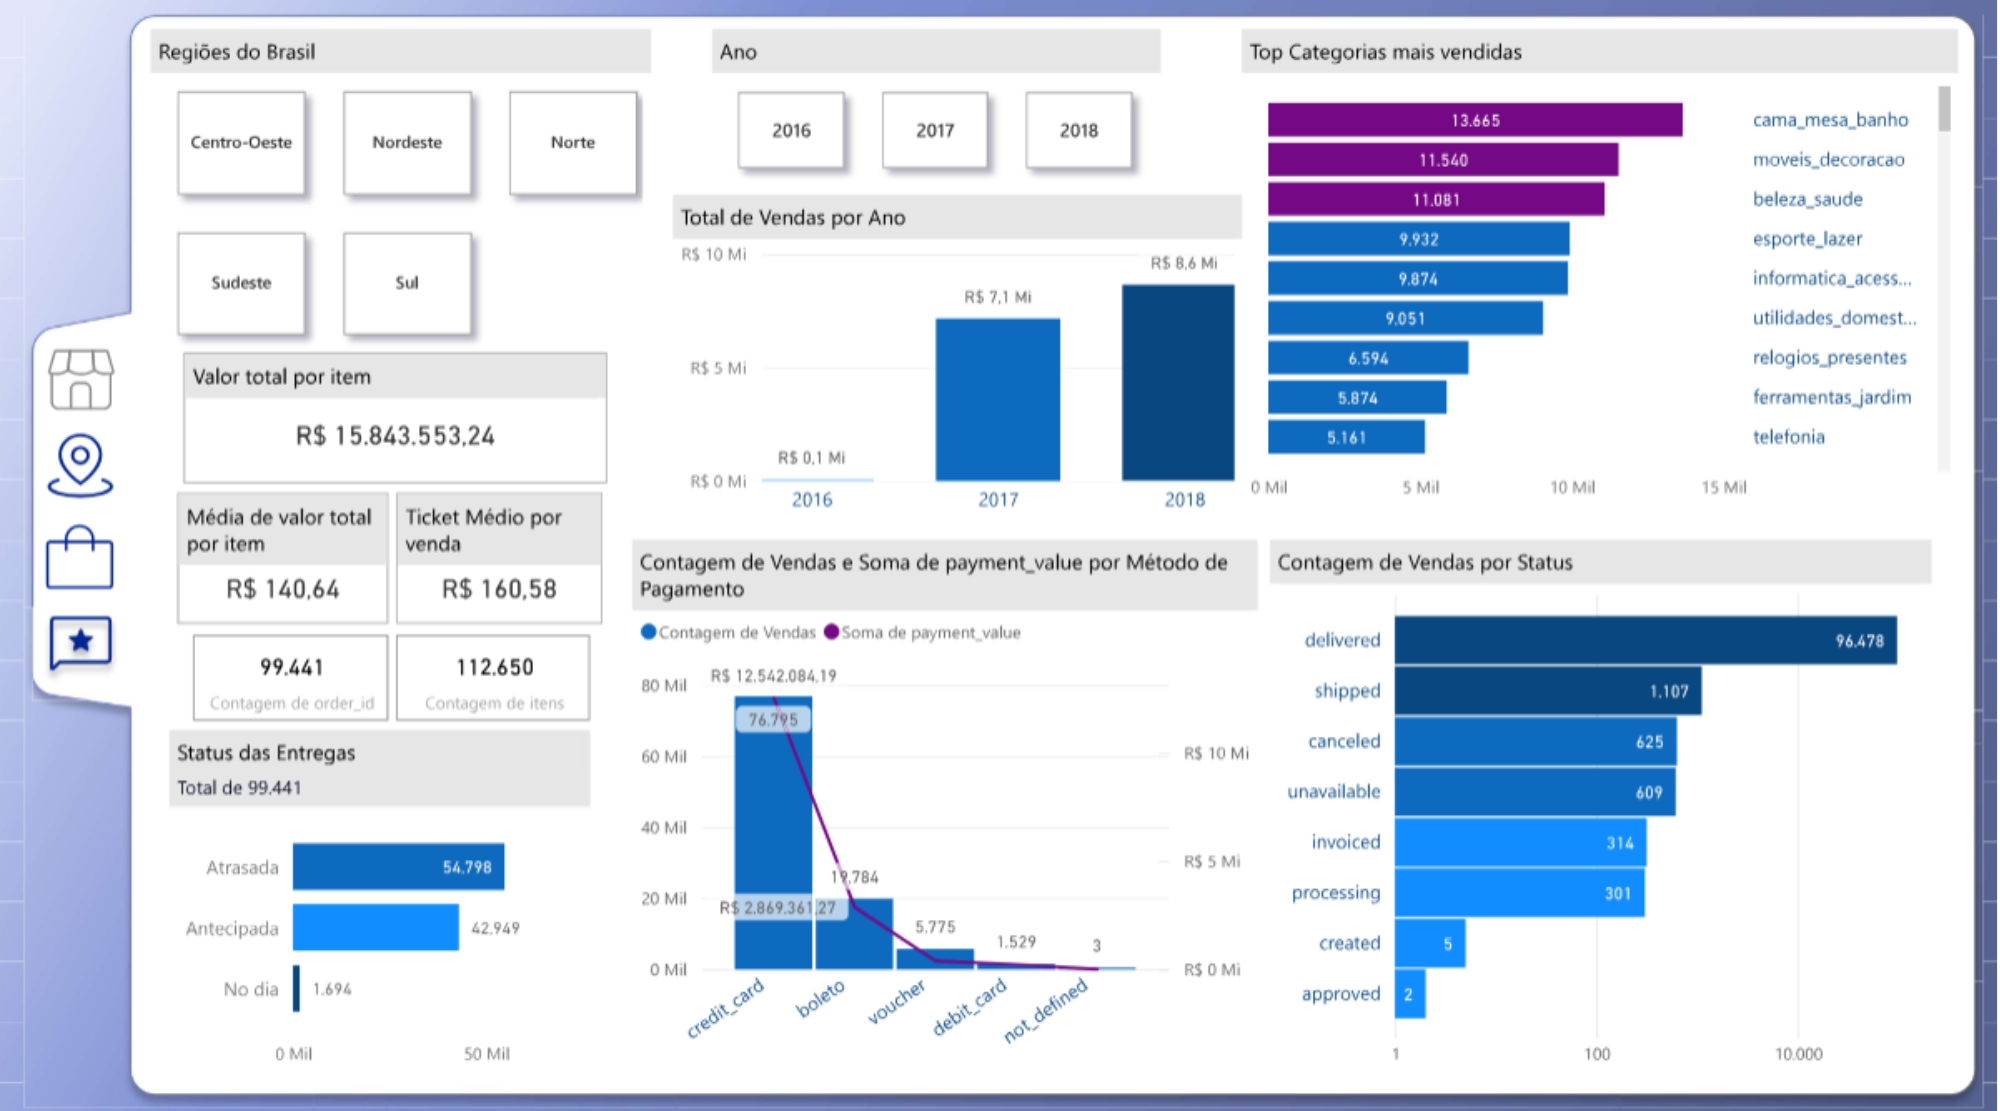 Regiões do Brasil
Centro-Oeste
Nordeste
Norte
Sudeste
Sul
Valor total por item
R$ 15.843.553,24
Média de valor total
por item
R$ 140,64
Ticket Médio por
venda
R$ 160,58
99.441
Contagem de order_id
112.650
Contagem de itens
Status das Entregas
Total de 99.441
Atrasada
54.798
Antecipada
42.949
No dia
1.694
0 Mil
50 Mil
Ano
2016
2017
2018
Total de Vendas por Ano
R$ 10 Mi
R$ 5 Mi
R$ 0 Mi
R$ 0,1 Mi
R$ 7,1 Mi
R$ 8,6 Mi
2016
2017
2018
Contagem de Vendas e Soma de payment_value por Método de
Pagamento
Contagem de Vendas
Soma de payment_value
80 Mil
60 Mil
40 Mil
20 Mil
0 Mil
R$ 12.542.084,19
76.795
R$ 2.869.361,27
19.784
5.775
1.529
3
R$ 10 Mi
R$ 5 Mi
R$ 0 Mi
credit_card
boleto
voucher
debit_card
not_defined
Top Categorias mais vendidas
13.665 cama_mesa_banho
11.540 moveis_decoracao
11.081 beleza_saude
9.932 esporte_lazer
9.874 informatica_acess...
9.051 utilidades_domest...
6.594 relogios_presentes
5.874 ferramentas_jardim
5.161 telefonia
0 Mil
5 Mil
10 Mil
15 Mil
Contagem de Vendas por Status
delivered 96.478
shipped 1.107
canceled 625
unavailable 609
invoiced 314
processing 301
created 5
approved 2
1
100
10.000